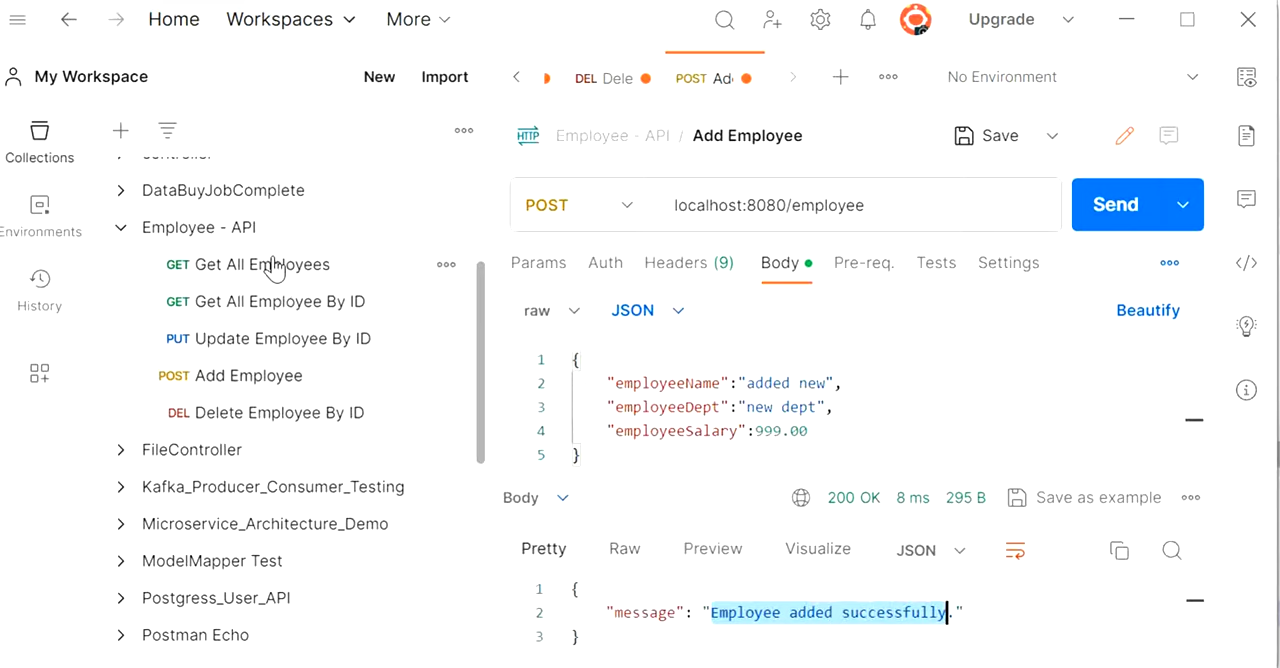 Home Workspaces More Upgrade
My Workspace New Import DEL Dele POST Ad No Environment
Collections
Environments
History
DataBuyJobComplete
Employee - API
GET Get All Employees
GET Get All Employee By ID
PUT Update Employee By ID
POST Add Employee
DEL Delete Employee By ID
FileController
Kafka_Producer_Consumer_Testing
Microservice_Architecture_Demo
ModelMapper Test
Postgress_User_API
Postman Echo
HTTP Employee - API / Add Employee Save
POST localhost:8080/employee Send
Params Auth Headers (9) Body Pre-req. Tests Settings
raw JSON Beautify
1 {
2 "employeeName":"added new",
3 "employeeDept":"new dept",
4 "employeeSalary":999.00
5 }
Body 200 OK 8 ms 295 B Save as example
Pretty Raw Preview Visualize JSON
1 {
2 "message": "Employee added successfully."
3 }